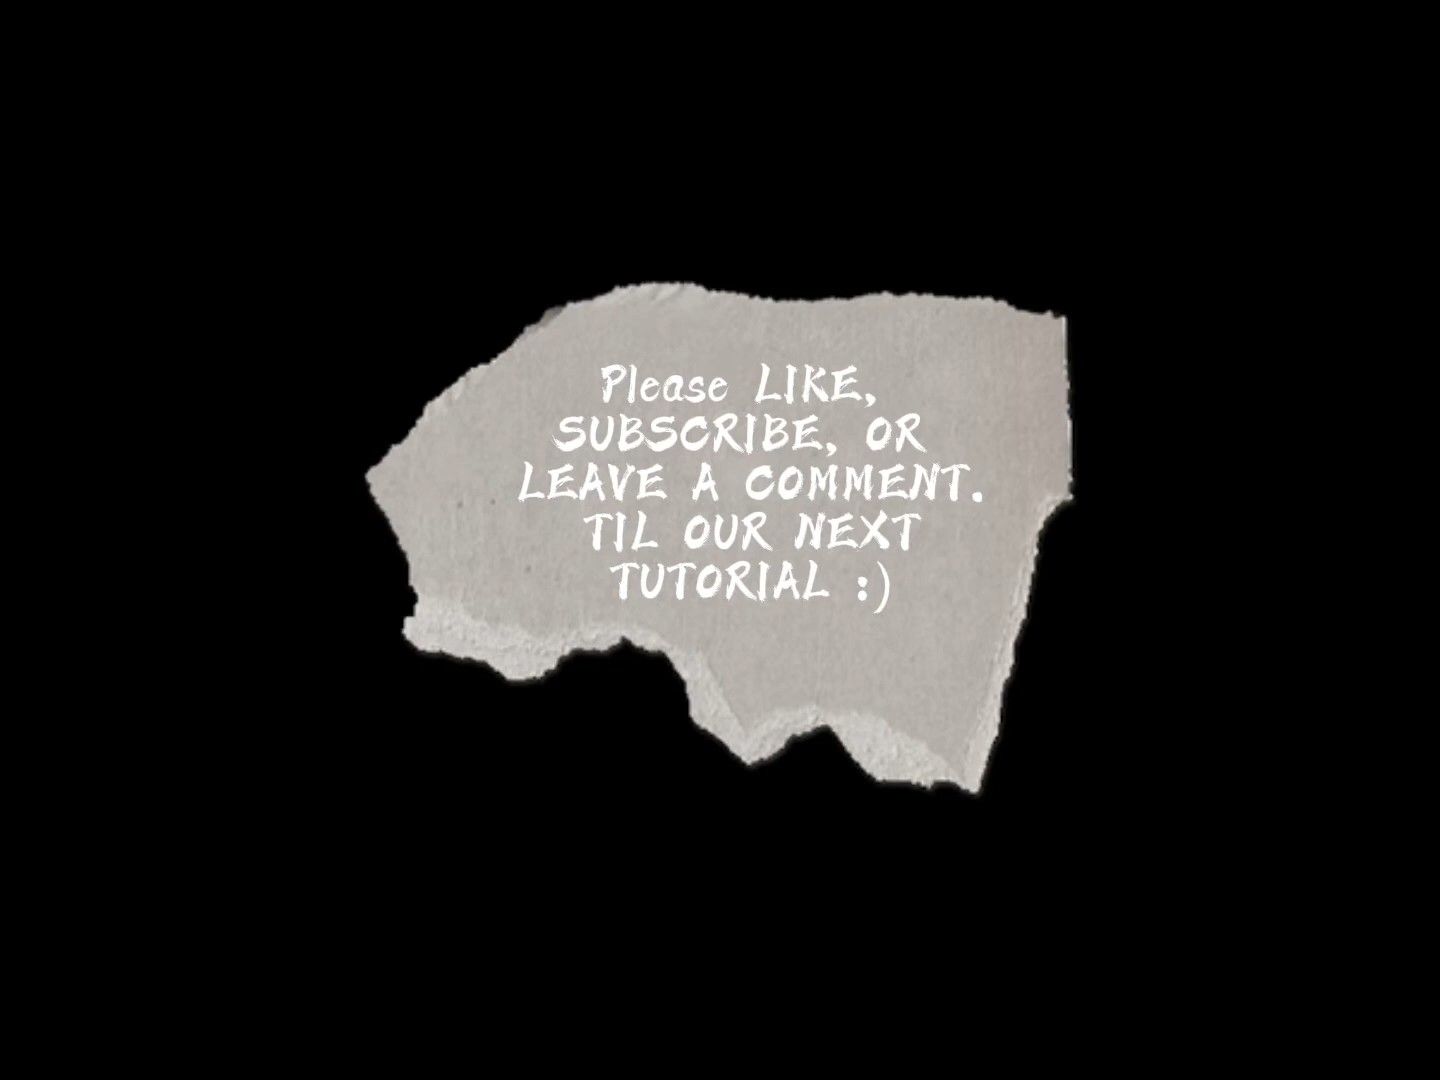 Please LIKE,
SUBSCRIBE, OR
LEAVE A COMMENT.
TIL OUR NEXT
TUTORIAL :)